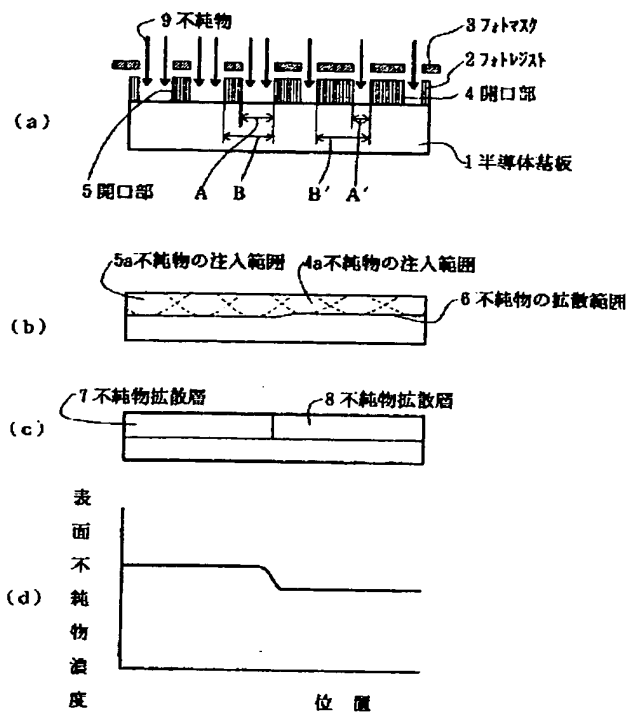 9不純物
3フォトマスク
2フォトレジスト
4開口部
(a)
5開口部
A
B
B′
A′
1半導体基板
5a不純物の注入範囲
4a不純物の注入範囲
6不純物の拡散範囲
(b)
7不純物拡散層
8不純物拡散層
(c)
表面不純物濃度
(d)
位置